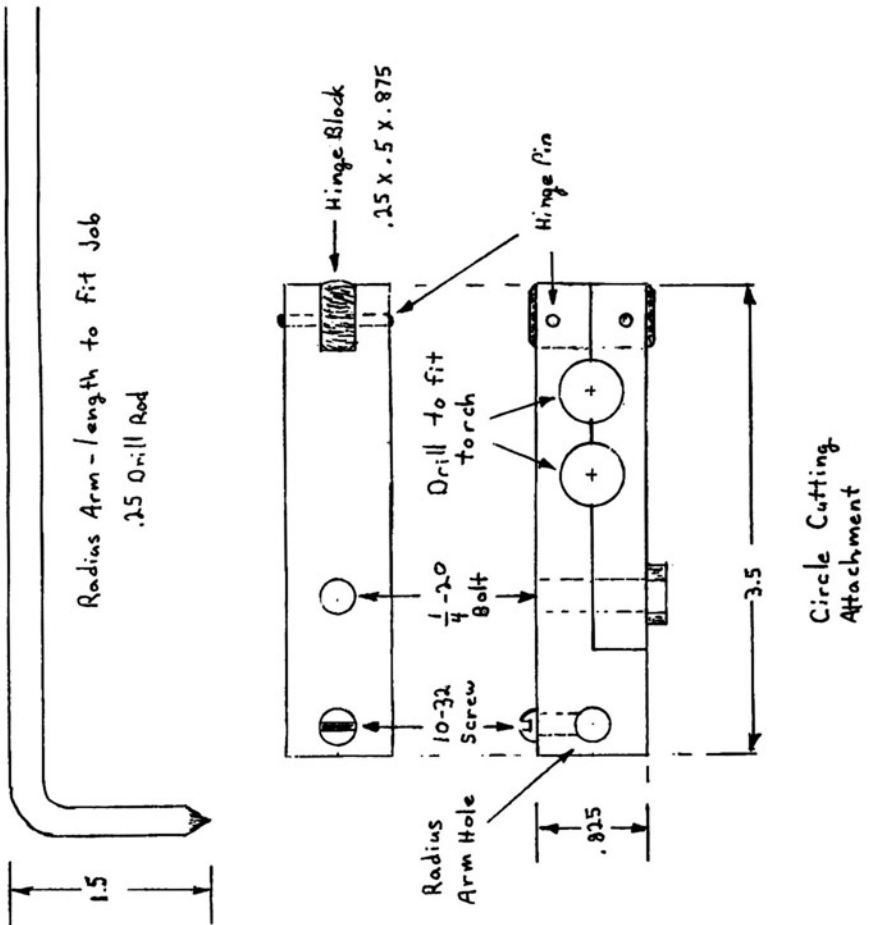 1.5
Radius Arm - length to fit Job
.25 Drill Rod
Hinge Block
.25 X .5 X .875
Hinge Pin
Drill to fit
torch
1/4-20
Bolt
10-32
Screw
Radius
Arm Hole
.825
3.5
Circle Cutting
Attachment